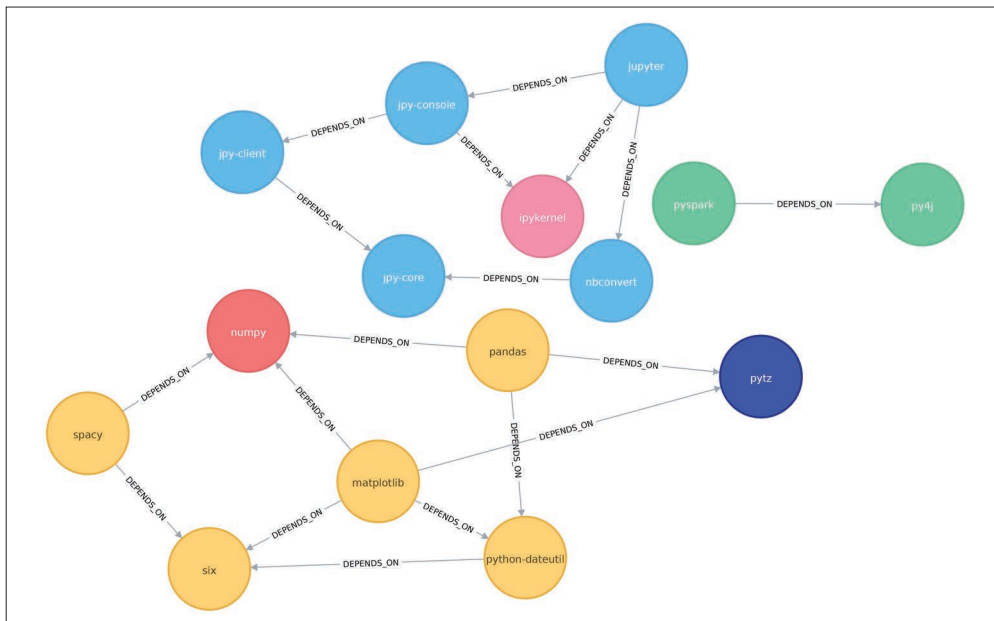 jupyter
DEPENDS_ON
jpy-console
DEPENDS_ON
jpy-client
DEPENDS_ON
DEPENDS_ON
DEPENDS_ON
DEPENDS_ON
ipykernel
pyspark
DEPENDS_ON
py4j
jpy-core
DEPENDS_ON
nbconvert
numpy
DEPENDS_ON
pandas
DEPENDS_ON
pytz
DEPENDS_ON
DEPENDS_ON
DEPENDS_ON
DEPENDS_ON
spacy
matplotlib
DEPENDS_ON
DEPENDS_ON
DEPENDS_ON
six
DEPENDS_ON
python-dateutil
DEPENDS_ON